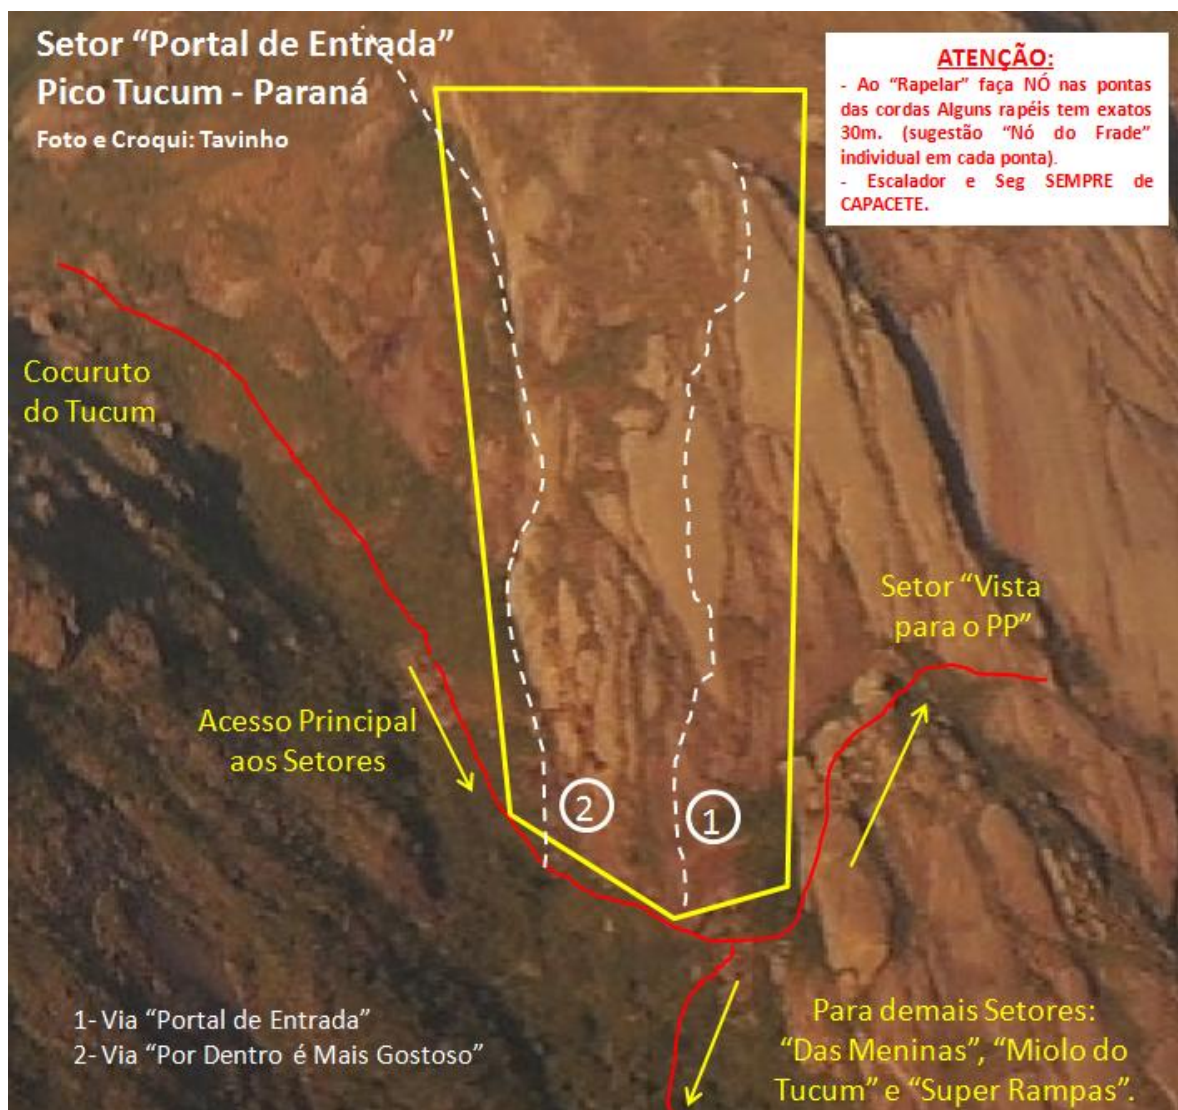 Setor “Portal de Entrada”
Pico Tucum - Paraná
Foto e Croqui: Tavinho
ATENÇÃO:
- Ao “Rapelar” faça NÓ nas pontas
das cordas Alguns rapéis tem exatos
30m. (sugestão “Nó do Frade”
individual em cada ponta).
- Escalador e Seg SEMPRE de
CAPACETE.
Cocuruto
do Tucum
Setor “Vista
para o PP”
Acesso Principal
aos Setores
2
1
1- Via “Portal de Entrada”
2- Via “Por Dentro é Mais Gostoso”
Para demais Setores:
“Das Meninas”, “Miolo do
Tucum” e “Super Rampas”.